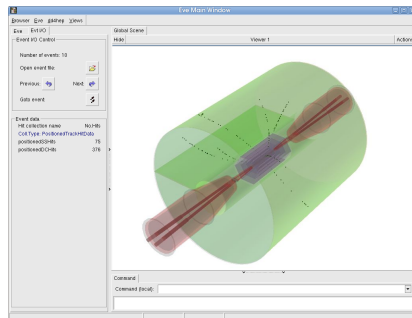 Eve Main Window
Browser Eve Addhep Views
Eve Evt I/O
Global Scene
Hide Viewer 1 Actions
Event I/O Control
Number of events: 10
Open event file:
Previous: Next:
Goto event:
Event data
Hit collection name No.Hits
Coll.Type: PositionedTrackHitData
positionedSSHits 70
positionedDCHits 376
Command
Command (local):